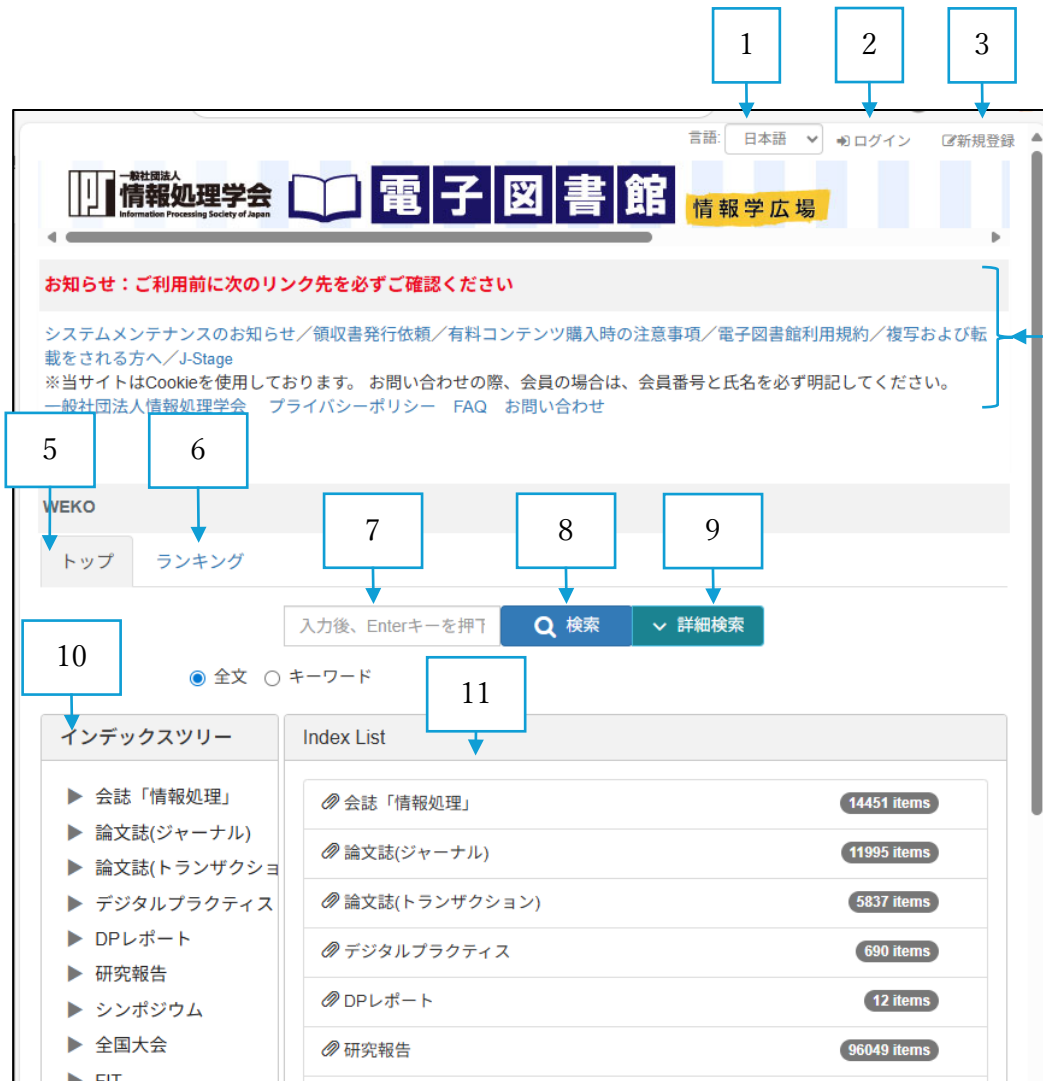 1 2 3
言語: 日本語 ログイン 新規登録
一般社団法人
情報処理学会
Information Processing Society of Japan
電子図書館
情報学広場
お知らせ：ご利用前に次のリンク先を必ずご確認ください
システムメンテナンスのお知らせ／領収書発行依頼／有料コンテンツ購入時の注意事項／電子図書館利用規約／複写および転
載をされる方へ／J-Stage
※当サイトはCookieを使用しております。 お問い合わせの際、会員の場合は、会員番号と氏名を必ず明記してください。
一般社団法人情報処理学会 プライバシーポリシー FAQ お問い合わせ
5 6
WEKO
7 8 9
トップ ランキング
入力後、Enterキーを押下 検索 詳細検索
10
全文 キーワード
11
インデックスツリー
会誌「情報処理」
論文誌(ジャーナル)
論文誌(トランザクショ
デジタルプラクティス
DPレポート
研究報告
シンポジウム
全国大会
FIT
Index List
会誌「情報処理」 14451 items
論文誌(ジャーナル) 11995 items
論文誌(トランザクション) 5837 items
デジタルプラクティス 690 items
DPレポート 12 items
研究報告 96049 items